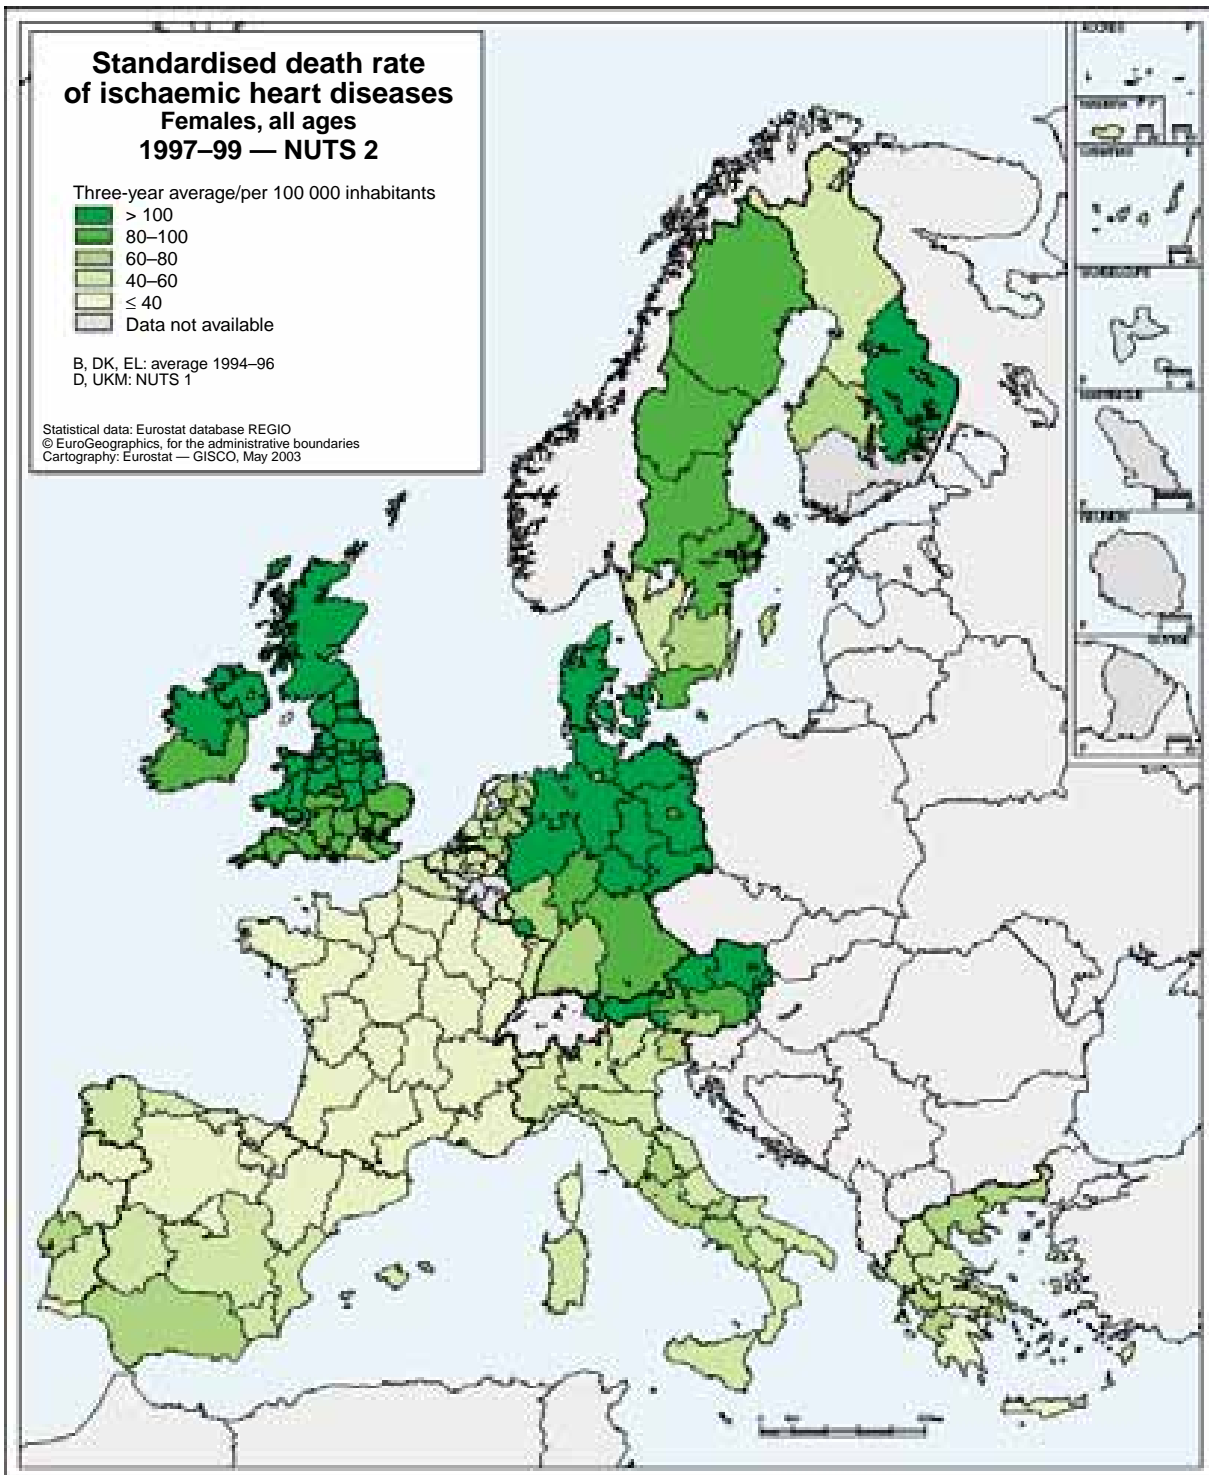 Standardised death rate
of ischaemic heart diseases
Females, all ages
1997–99 — NUTS 2
Three-year average/per 100 000 inhabitants
> 100
80–100
60–80
40–60
≤ 40
Data not available
B, DK, EL: average 1994–96
D, UKM: NUTS 1
Statistical data: Eurostat database REGIO
© EuroGeographics, for the administrative boundaries
Cartography: Eurostat — GISCO, May 2003